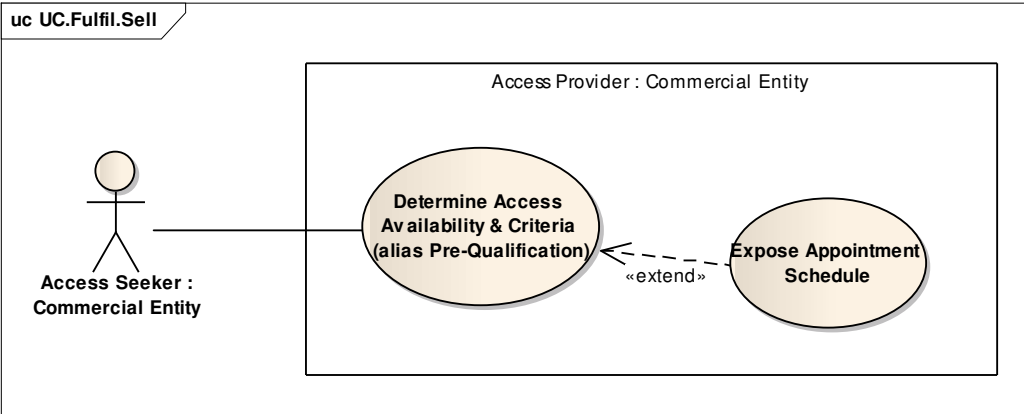 uc UC.Fulfil.Sell
Access Provider : Commercial Entity
Determine Access
Availability & Criteria
(alias Pre-Qualification)
Expose Appointment
Schedule
«extend»
Access Seeker :
Commercial Entity